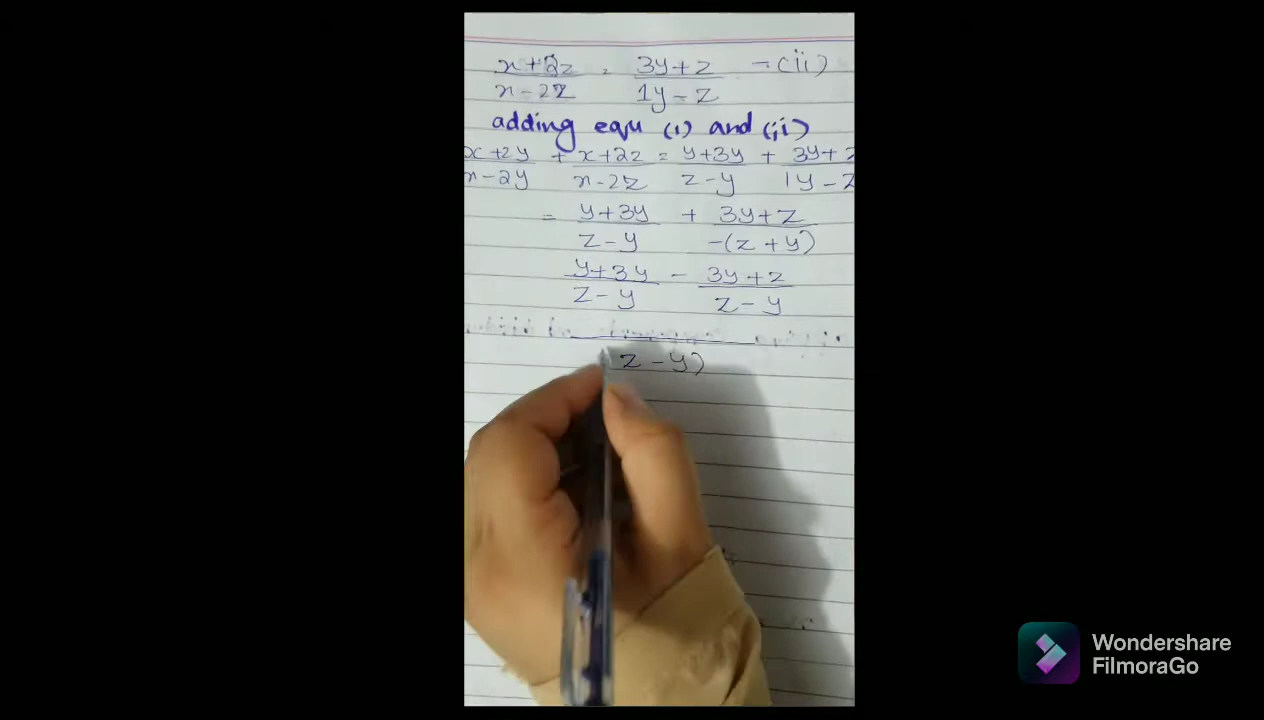 x+2z = 3y+z -(ii)
x-2z 1y-z
adding equ (i) and (ii)
x+2y + x+2z = y+3y + 3y+z
x-2y x-2z z-y 1y-z
= y+3y + 3y+z
z-y -(z+y)
y+3y - 3y+z
z-y z-y
z-y)
Wondershare
FilmoraGo